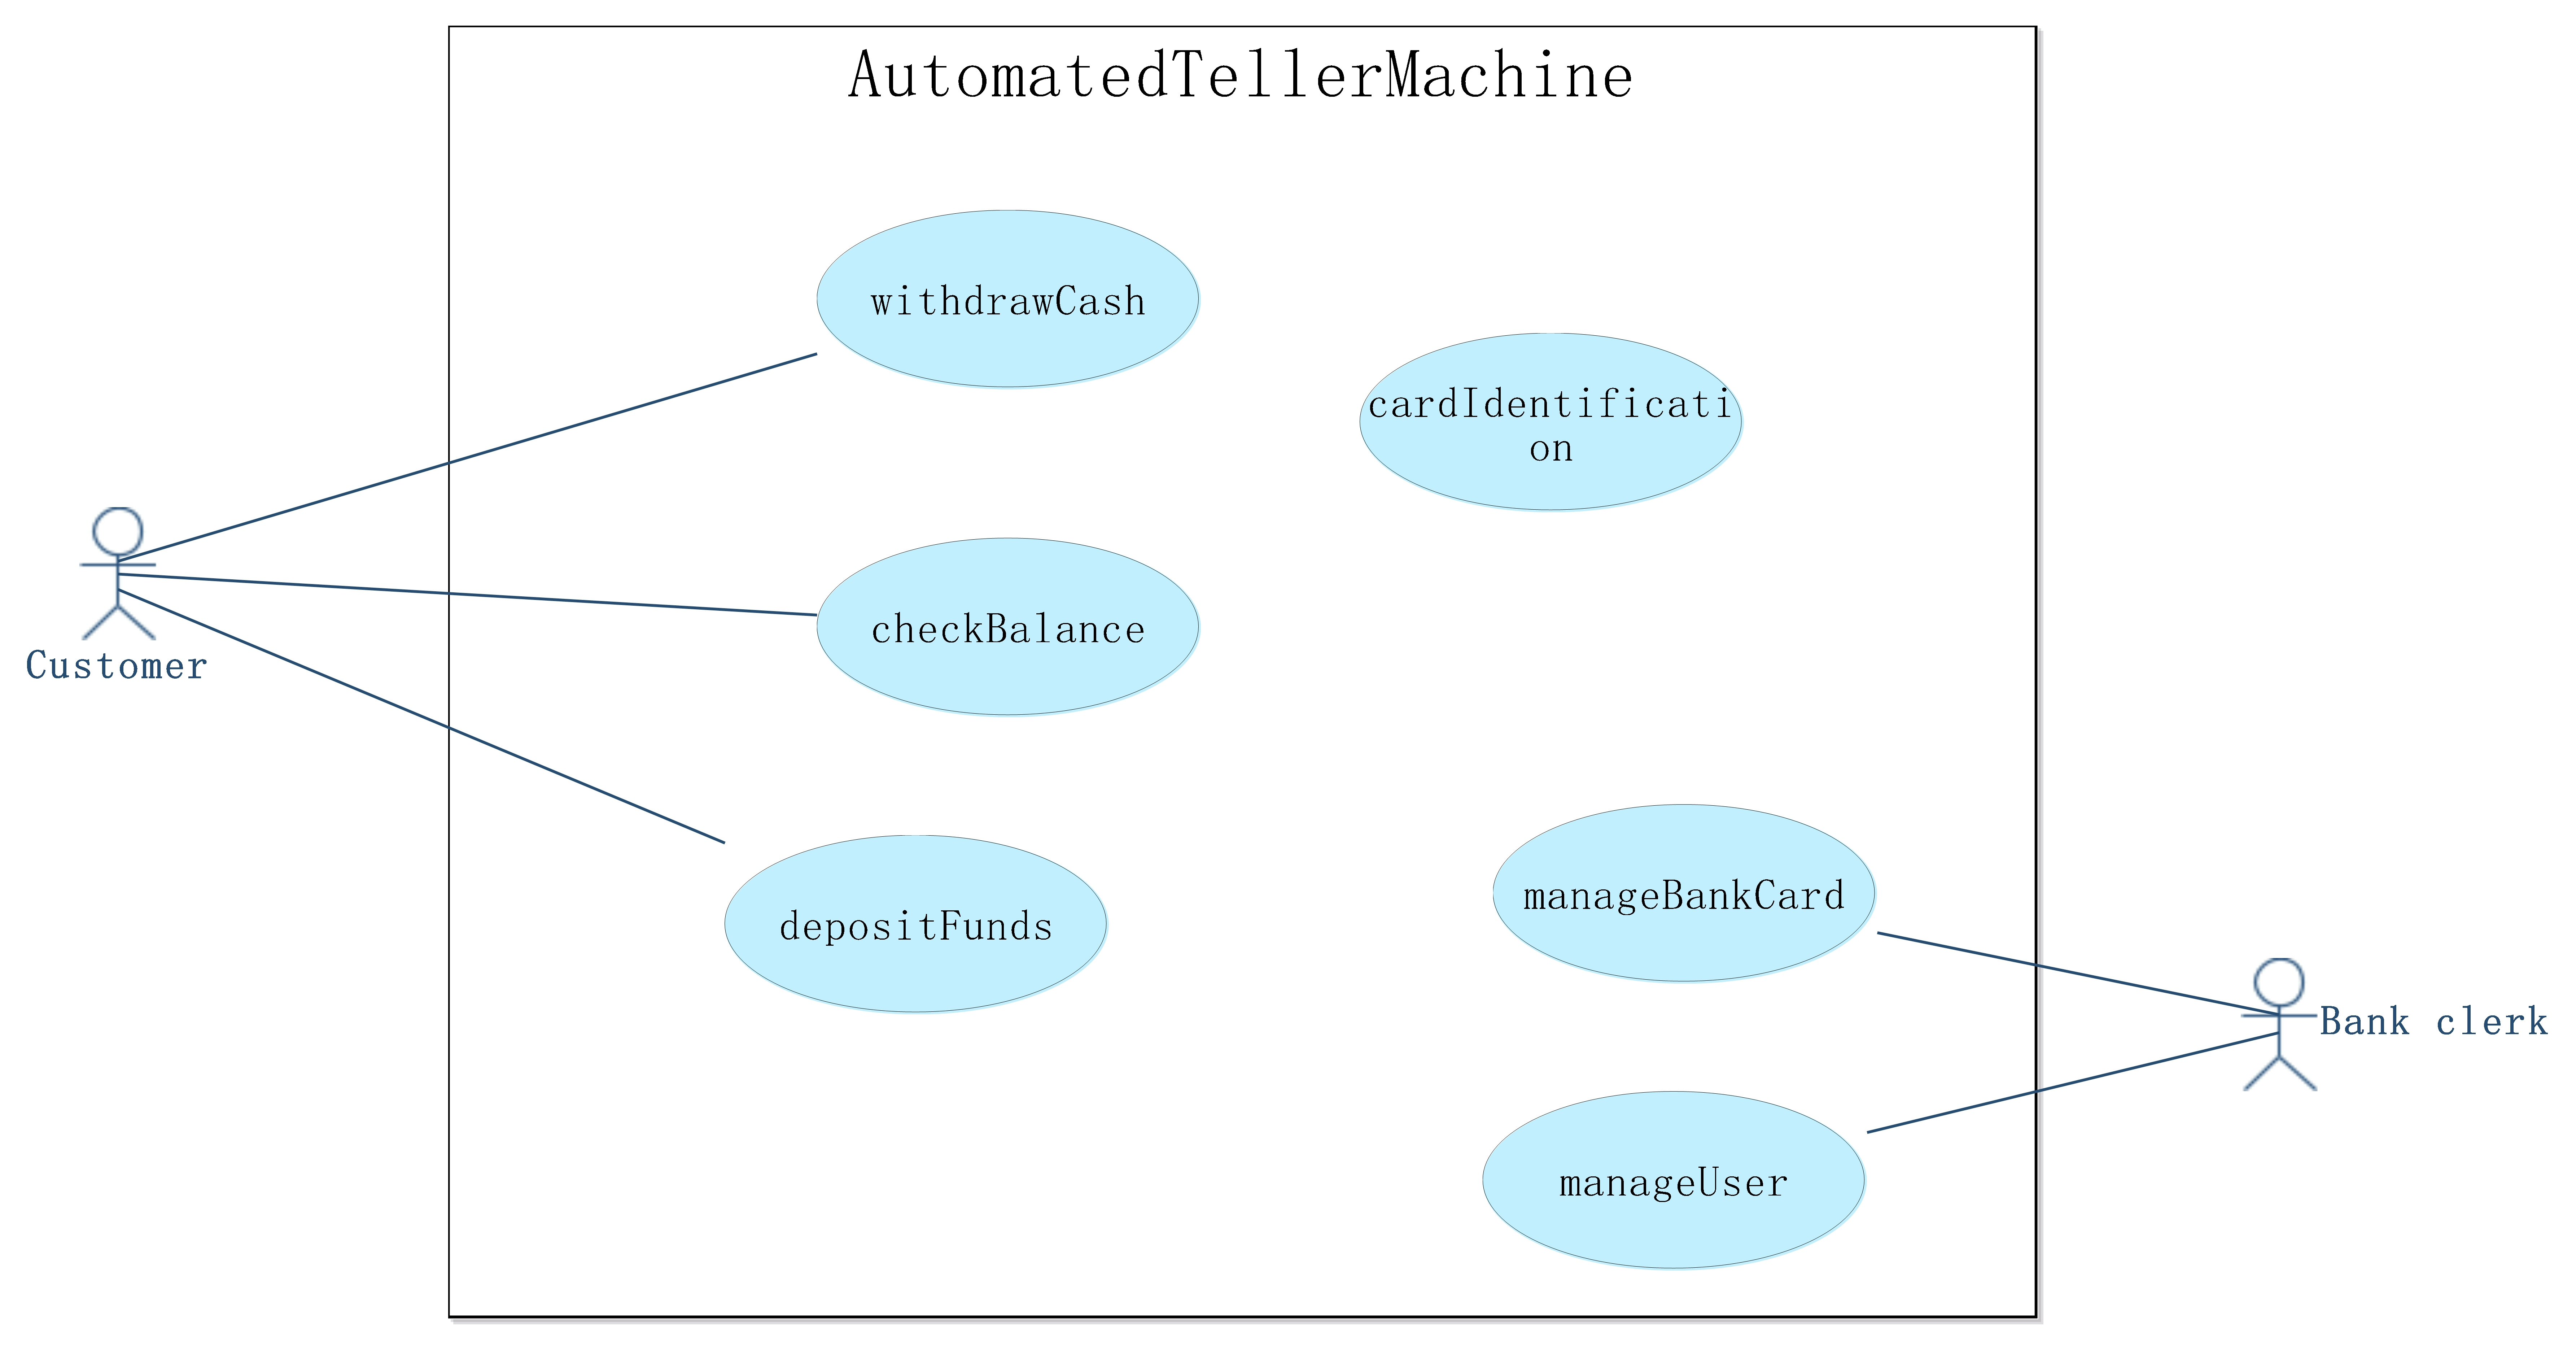 AutomatedTellerMachine
withdrawCash
cardIdentificati
on
checkBalance
Customer
depositFunds
manageBankCard
Bank clerk
manageUser